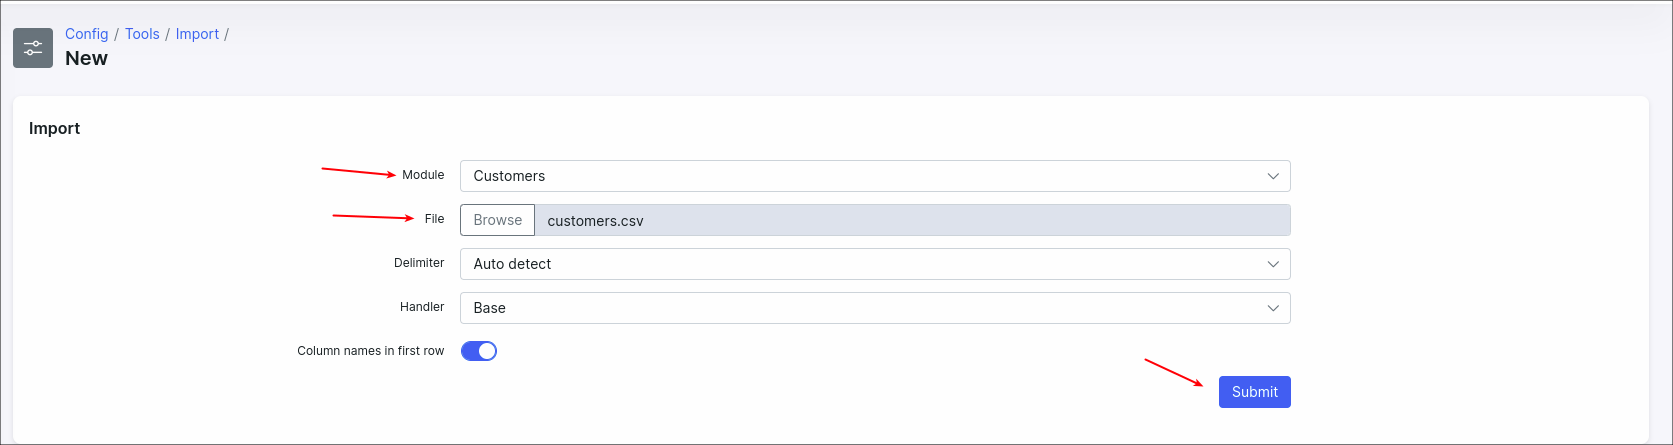 Config / Tools / Import /
New
Import
Module Customers
File Browse customers.csv
Delimiter Auto detect
Handler Base
Column names in first row
Submit